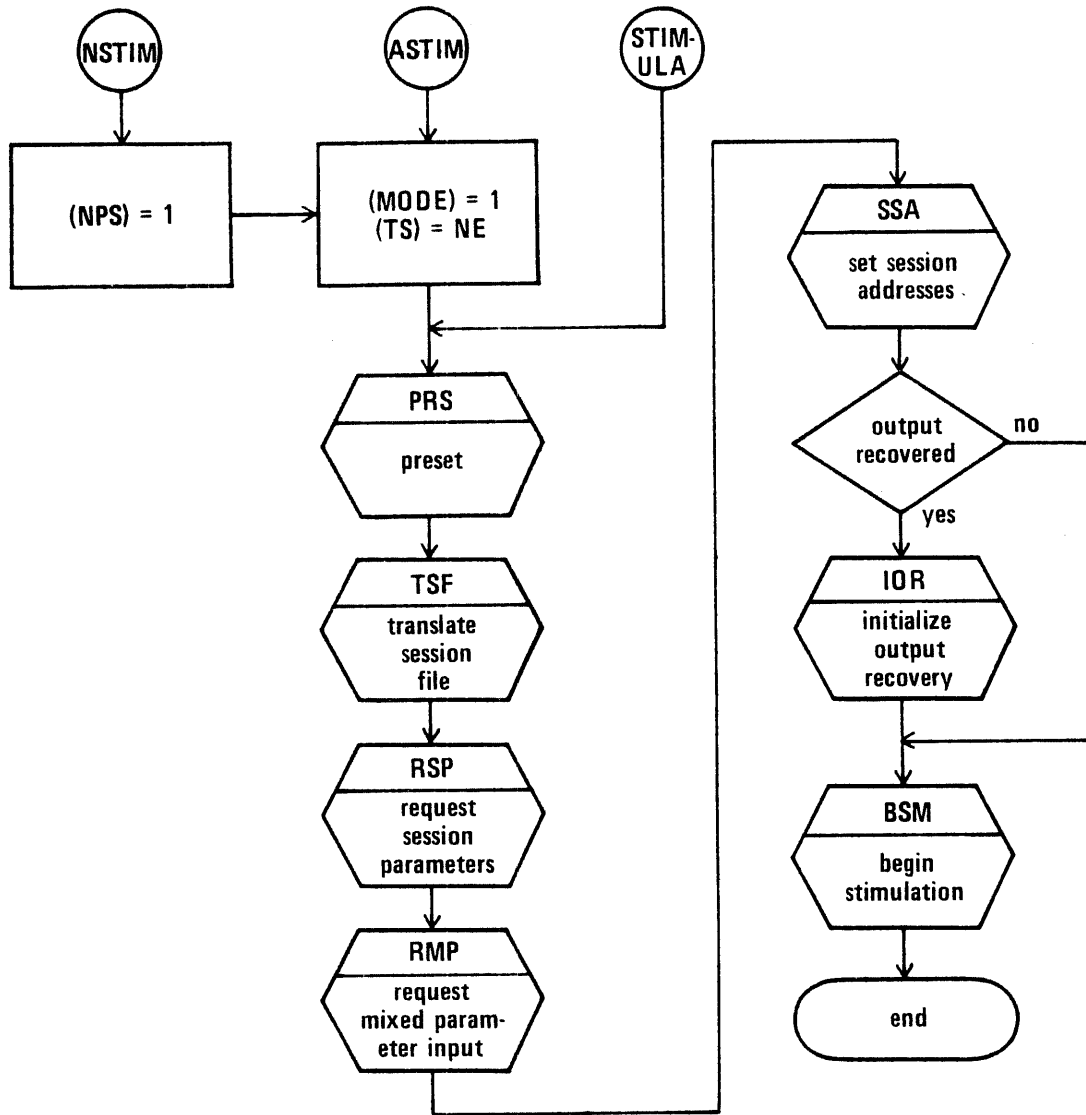 NSTIM
ASTIM
STIM-
ULA
(NPS) = 1
(MODE) = 1
(TS) = NE
PRS
preset
TSF
translate
session
file
RSP
request
session
parameters
RMP
request
mixed param-
eter input
SSA
set session
addresses
output
recovered
no
yes
IOR
initialize
output
recovery
BSM
begin
stimulation
end